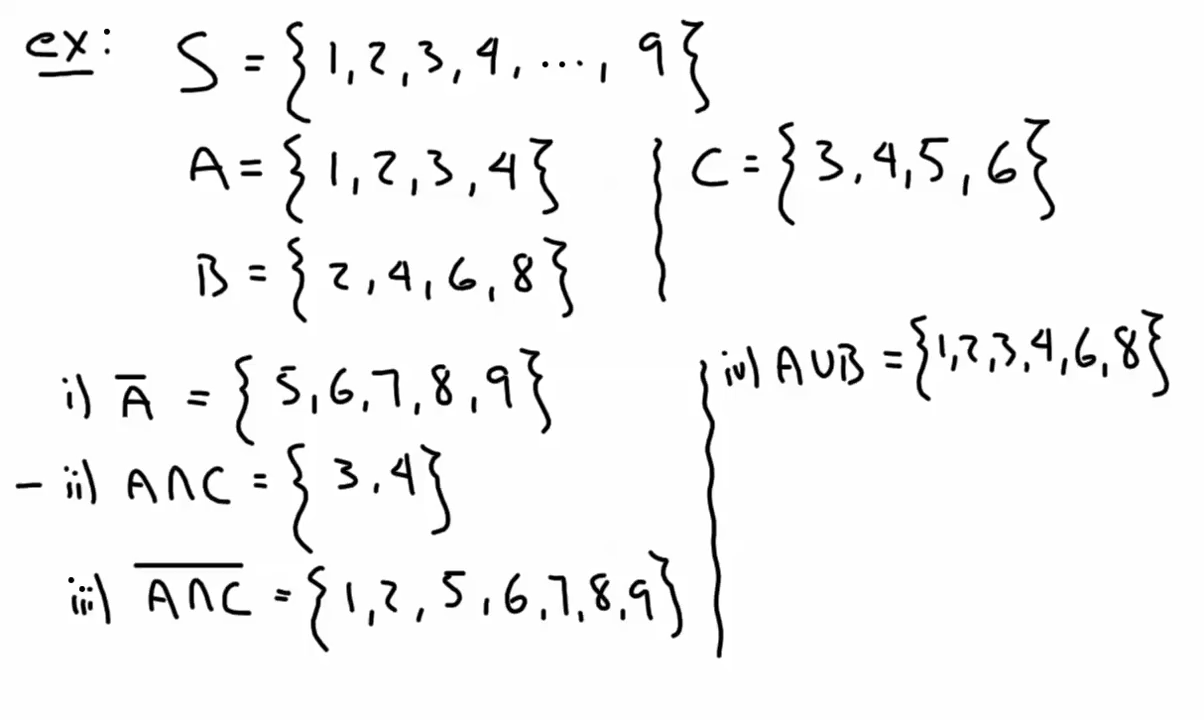 ex: S = {1, 2, 3, 4, ..., 9}
A = {1, 2, 3, 4}
C = {3, 4, 5, 6}
B = {2, 4, 6, 8}
i) A̅ = {5, 6, 7, 8, 9}
- ii) A∩C = {3, 4}
iii) A̅∩̅C̅ = {1, 2, 5, 6, 7, 8, 9}
iv) A∪B = {1, 2, 3, 4, 6, 8}